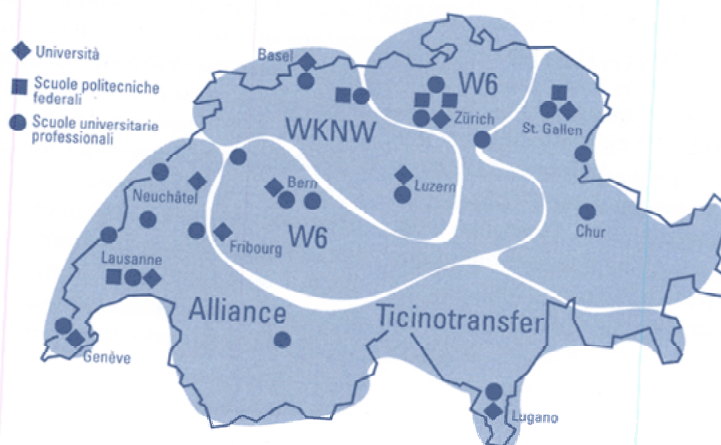 Università
Scuole politecniche
federali
Scuole universitarie
professionali
Basel
W6
Zürich
St. Gallen
WKNW
Neuchâtel
Bern
Luzern
W6
Fribourg
Chur
Lausanne
Alliance
Ticinotransfer
Genève
Lugano